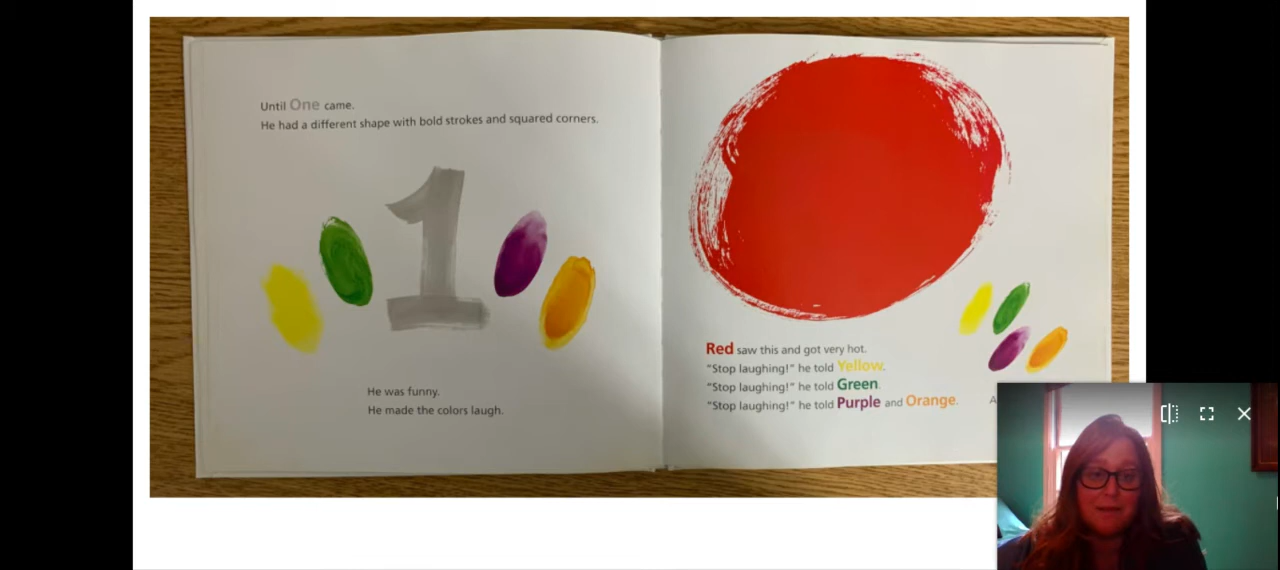 Until One came.
He had a different shape with bold strokes and squared corners.
1
He was funny.
He made the colors laugh.
Red saw this and got very hot.
"Stop laughing!" he told Yellow.
"Stop laughing!" he told Green.
"Stop laughing!" he told Purple and Orange.